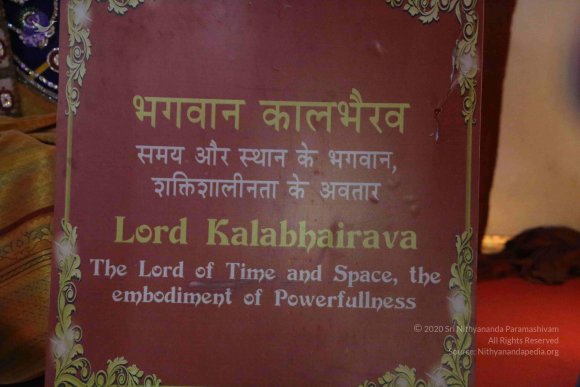 भगवान कालभैरव
समय और स्थान के भगवान,
शक्तिशालीनता के अवतार
Lord Kalabhairava
The Lord of Time and Space, the
embodiment of Powerfullness
© 2020 Sri Nithyananda Paramashivam
All Rights Reserved
Source: Nithyanandapedia.org